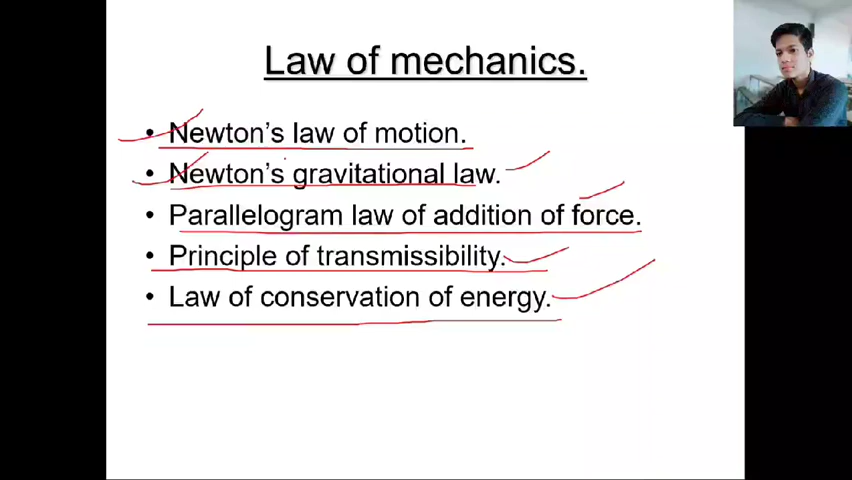 Law of mechanics.
• Newton's law of motion.
• Newton's gravitational law.
• Parallelogram law of addition of force.
• Principle of transmissibility.
• Law of conservation of energy.